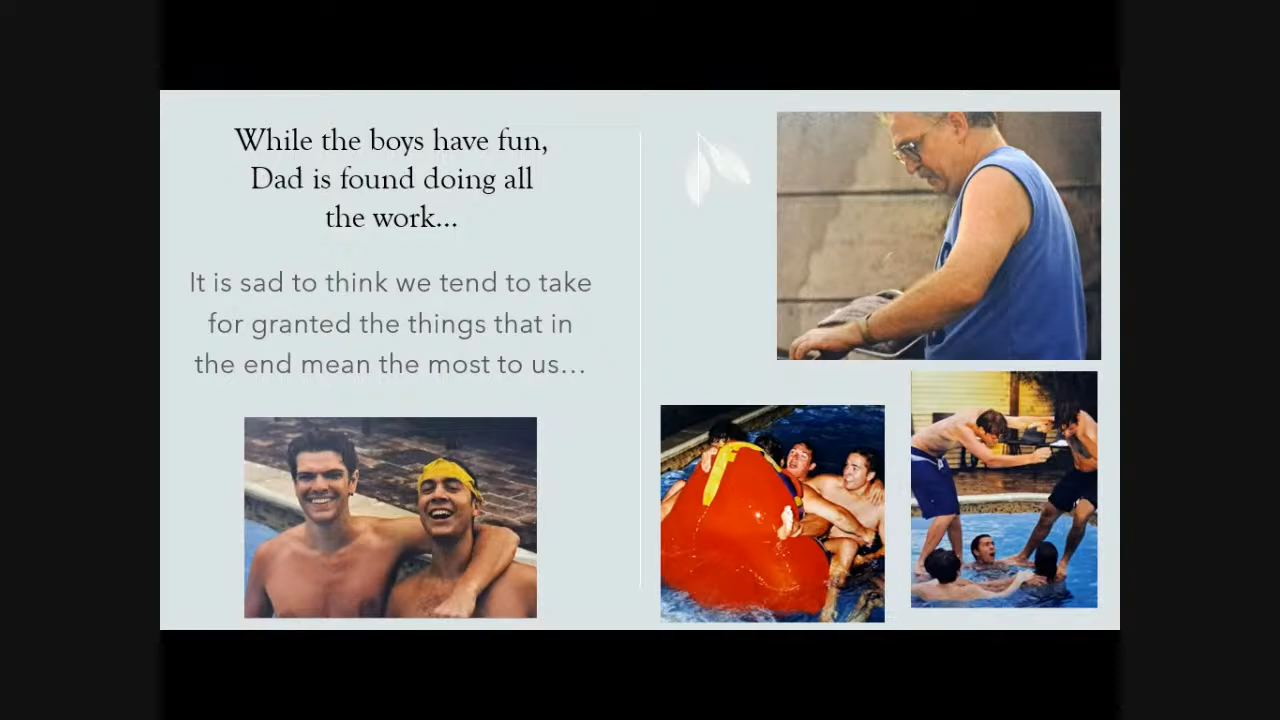 While the boys have fun,
Dad is found doing all
the work...
It is sad to think we tend to take
for granted the things that in
the end mean the most to us...